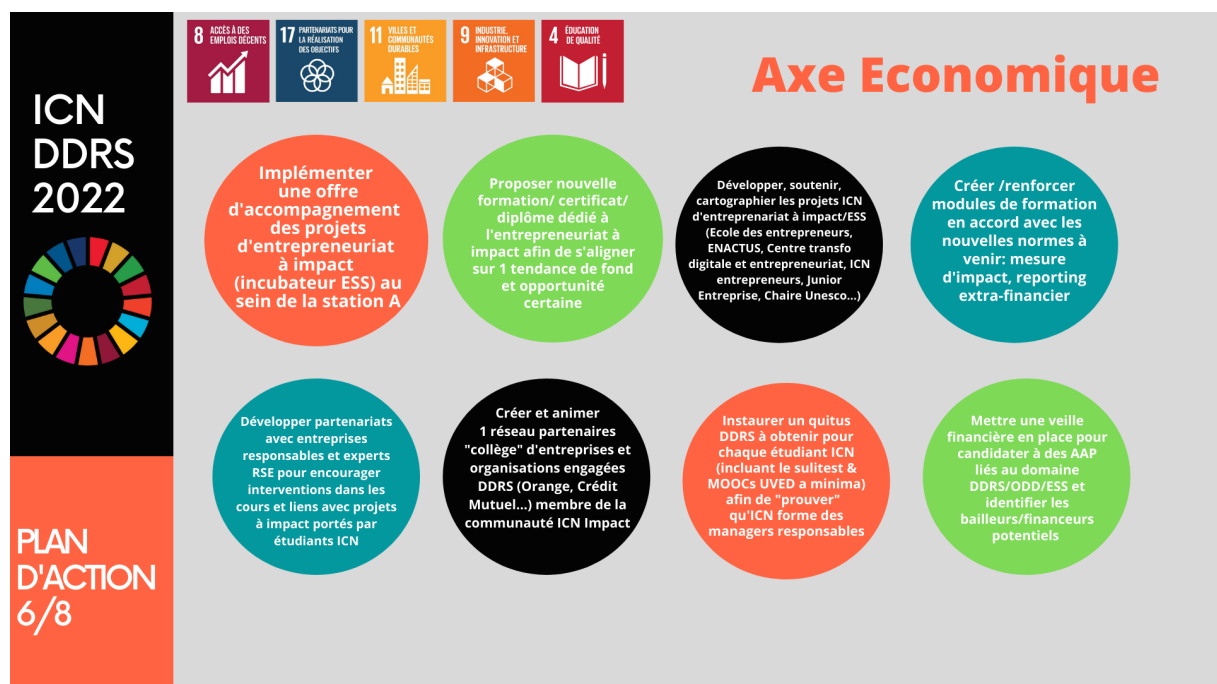 ICN
DDRS
2022
PLAN
D'ACTION
6/8
8 ACCÈS À DES
EMPLOIS DÉCENTS
17 PARTENARIATS POUR
LA RÉALISATION
DES OBJECTIFS
11 VILLES ET
COMMUNAUTÉS
DURABLES
9 INDUSTRIE,
INNOVATION ET
INFRASTRUCTURE
4 ÉDUCATION
DE QUALITÉ
Axe Economique
Implémenter
une offre
d'accompagnement
des projets
d'entrepreneuriat
à impact
(incubateur ESS) au
sein de la station A
Proposer nouvelle
formation/ certificat/
diplôme dédié à
l'entrepreneuriat à
impact afin de s'aligner
sur 1 tendance de fond
et opportunité
certaine
Développer, soutenir,
cartographier les projets ICN
d'entreprenariat à impact/ESS
(Ecole des entrepreneurs,
ENACTUS, Centre transfo
digitale et entrepreneuriat, ICN
entrepreneurs, Junior
Entreprise, Chaire Unesco...)
Créer /renforcer
modules de formation
en accord avec les
nouvelles normes à
venir: mesure
d'impact, reporting
extra-financier
Développer partenariats
avec entreprises
responsables et experts
RSE pour encourager
interventions dans les
cours et liens avec projets
à impact portés par
étudiants ICN
Créer et animer
1 réseau partenaires
"collège" d'entreprises et
organisations engagées
DDRS (Orange, Crédit
Mutuel...) membre de la
communauté ICN Impact
Instaurer un quitus
DDRS à obtenir pour
chaque étudiant ICN
(incluant le sulitest &
MOOCs UVED a minima)
afin de "prouver"
qu'ICN forme des
managers responsables
Mettre une veille
financière en place pour
candidater à des AAP
liés au domaine
DDRS/ODD/ESS et
identifier les
bailleurs/financeurs
potentiels